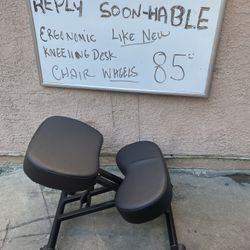 REPLY SOON-HABLE
ERGONOMIC LIKE NEW
KNEELING DESK
CHAIR WHEELS 85